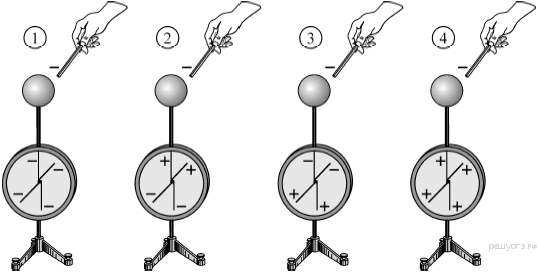 1 2 3 4
− − − −
− + − +
− + − +
− − + +
− − + +
РЕШУОГЭ.РФ